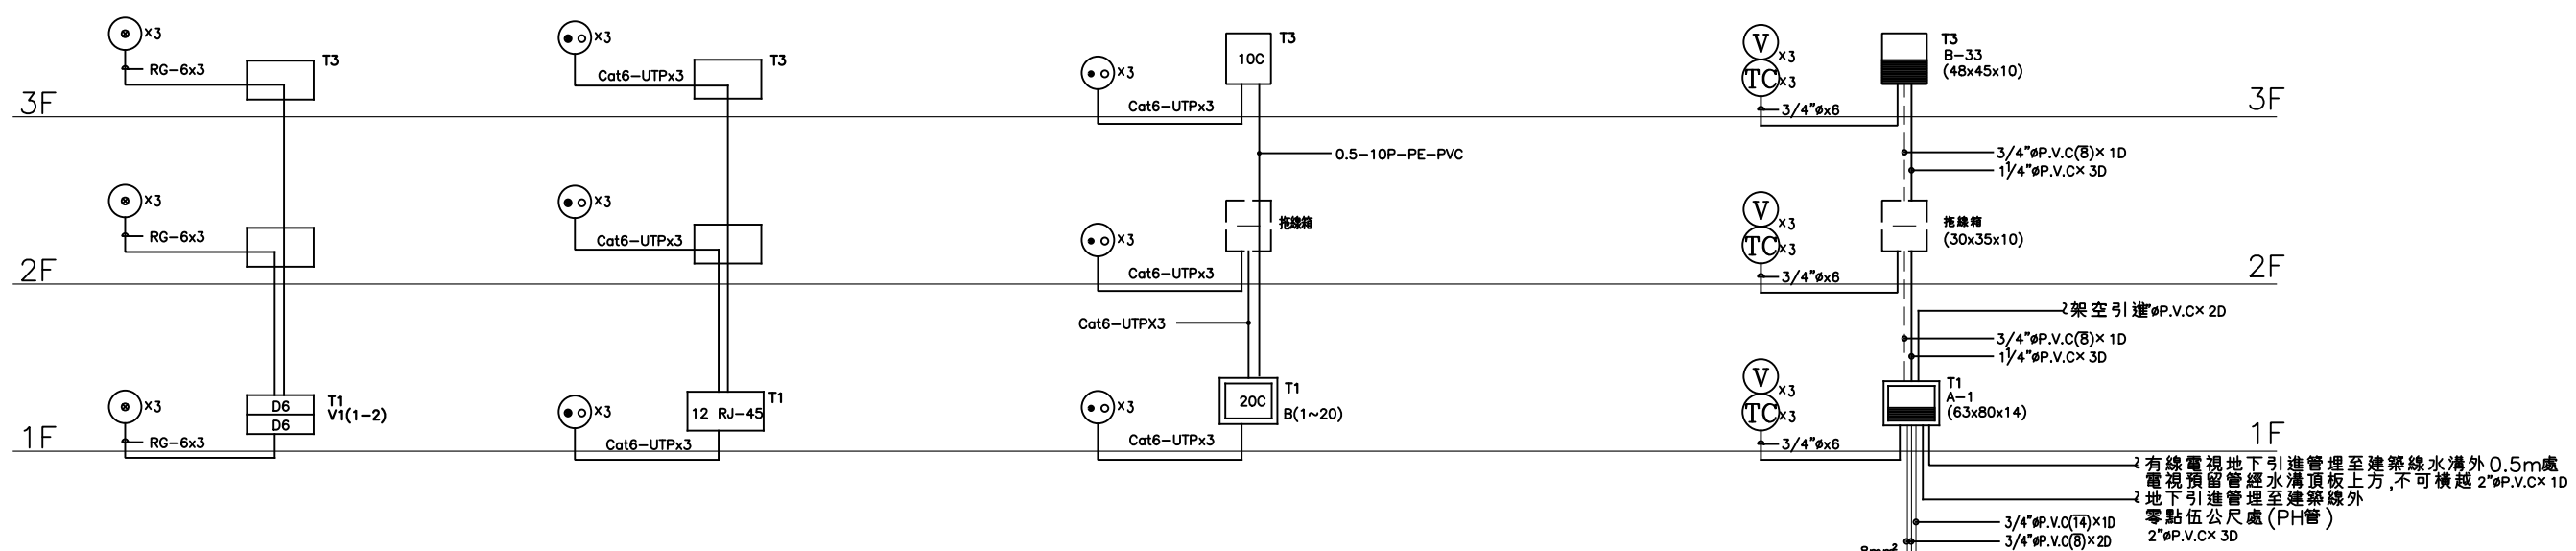 ×3
RG-6x3
T3
3F
×3
RG-6x3
2F
×3
RG-6x3
D6
D6
T1
V1(1-2)
1F
×3
Cat6-UTPx3
T3
×3
Cat6-UTPx3
×3
Cat6-UTPx3
12 RJ-45
T1
×3
Cat6-UTPx3
10C
T3
0.5-10P-PE-PVC
×3
Cat6-UTPx3
拖線箱
Cat6-UTPX3
×3
Cat6-UTPx3
20C
T1
B(1~20)
V
×3
TC
×3
3/4"øx6
T3
B-33
(48x45x10)
3F
3/4"øP.V.C(8)× 1D
1 1/4"øP.V.C× 3D
V
×3
TC
×3
3/4"øx6
拖線箱
(30x35x10)
2F
架空引進"øP.V.C× 2D
3/4"øP.V.C(8)× 1D
1 1/4"øP.V.C× 3D
V
×3
TC
×3
3/4"øx6
T1
A-1
(63x80x14)
1F
有線電視地下引進管埋至建築線水溝外 0.5m處
電視預留管經水溝頂板上方,不可橫越 2"øP.V.C× 1D
地下引進管埋至建築線外
零點伍公尺處(PH管)
2"øP.V.C× 3D
3/4"øP.V.C(14)×1D
3/4"øP.V.C(8)×2D
8mm²